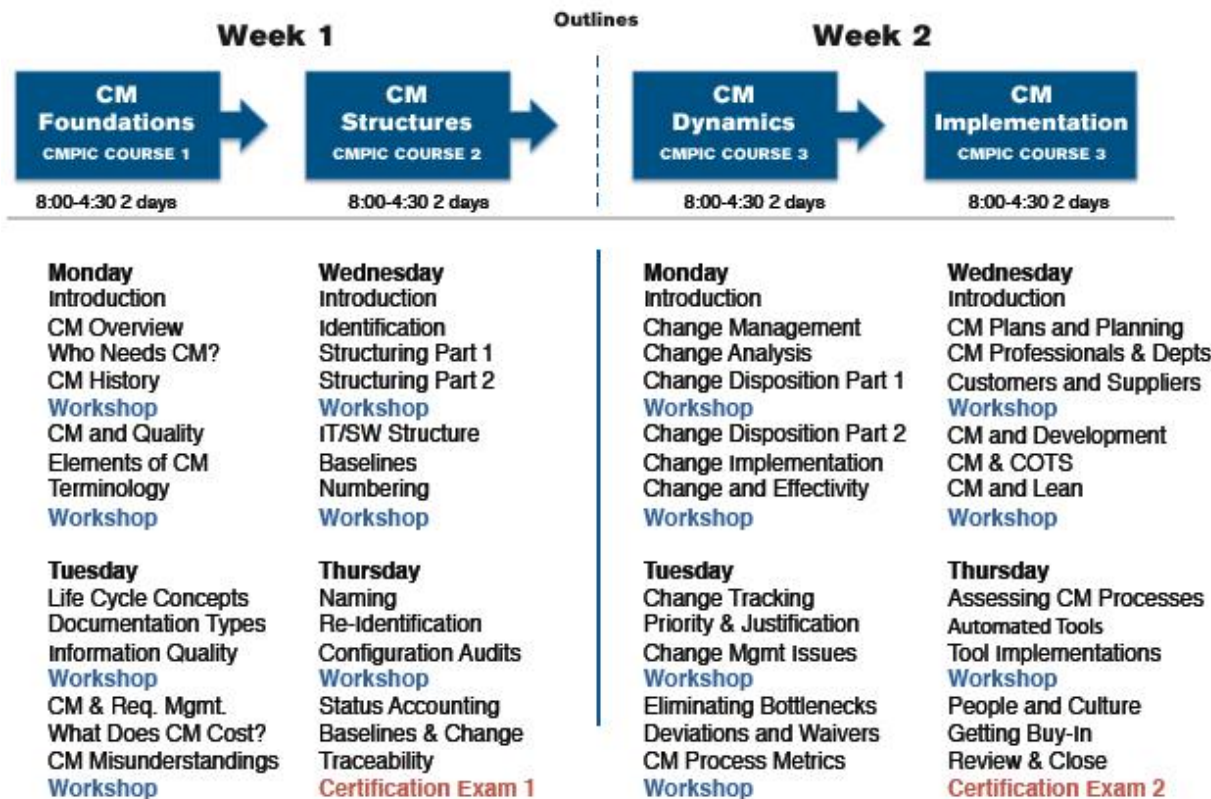 Outlines
Week 1
Week 2
CM
Foundations
CMPIC COURSE 1
CM
Structures
CMPIC COURSE 2
CM
Dynamics
CMPIC COURSE 3
CM
Implementation
CMPIC COURSE 3
8:00-4:30 2 days
8:00-4:30 2 days
8:00-4:30 2 days
8:00-4:30 2 days
Monday
Introduction
CM Overview
Who Needs CM?
CM History
Workshop
CM and Quality
Elements of CM
Terminology
Workshop
Tuesday
Life Cycle Concepts
Documentation Types
Information Quality
Workshop
CM & Req. Mgmt.
What Does CM Cost?
CM Misunderstandings
Workshop
Wednesday
Introduction
Identification
Structuring Part 1
Structuring Part 2
Workshop
IT/SW Structure
Baselines
Numbering
Workshop
Thursday
Naming
Re-Identification
Configuration Audits
Workshop
Status Accounting
Baselines & Change
Traceability
Certification Exam 1
Monday
Introduction
Change Management
Change Analysis
Change Disposition Part 1
Workshop
Change Disposition Part 2
Change Implementation
Change and Effectivity
Workshop
Tuesday
Change Tracking
Priority & Justification
Change Mgmt Issues
Workshop
Eliminating Bottlenecks
Deviations and Waivers
CM Process Metrics
Workshop
Wednesday
Introduction
CM Plans and Planning
CM Professionals & Depts
Customers and Suppliers
Workshop
CM and Development
CM & COTS
CM and Lean
Workshop
Thursday
Assessing CM Processes
Automated Tools
Tool Implementations
Workshop
People and Culture
Getting Buy-In
Review & Close
Certification Exam 2